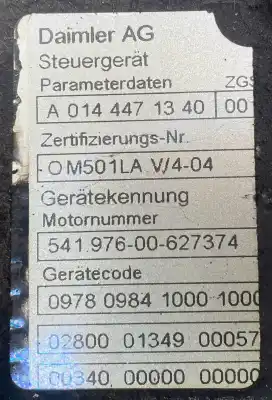 Daimler AG
Steuergerät
Parameterdaten ZGS
A 014 447 13 40 00
Zertifizierungs-Nr.
OM501LA V/4-04
Gerätekennung
Motornummer
541.976-00-627374
Gerätecode
0978 0984 1000 1000
02800 01349 00057
00340 00000 00000